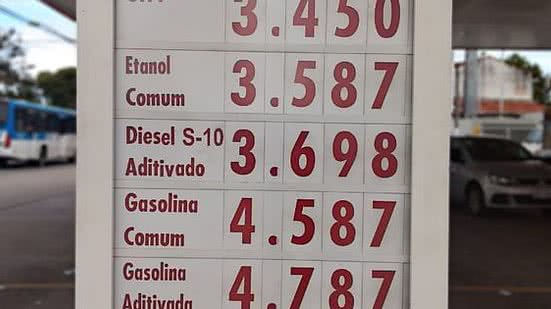 3.450
Etanol
Comum 3.587
Diesel S-10
Aditivado 3.698
Gasolina
Comum 4.587
Gasolina
Aditivada 4.787